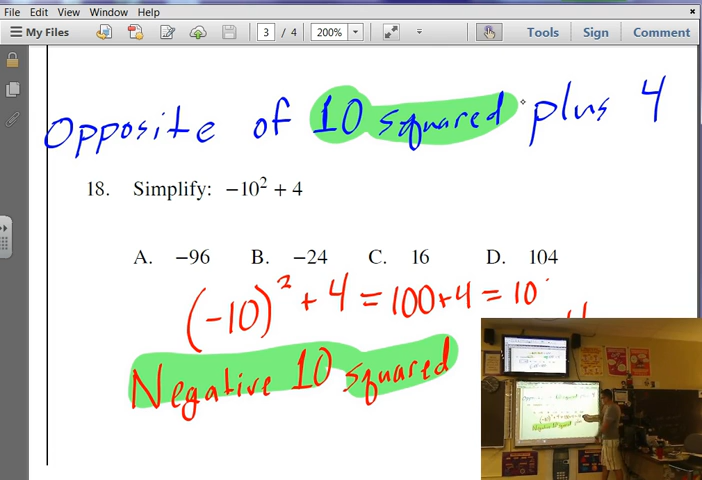 File Edit View Window Help
My Files 3 / 4 200% Tools Sign Comment
Opposite of 10 squared plus 4
18. Simplify: −10² + 4
A. −96 B. −24 C. 16 D. 104
(-10)² + 4 = 100+4 = 10
Negative 10 squared